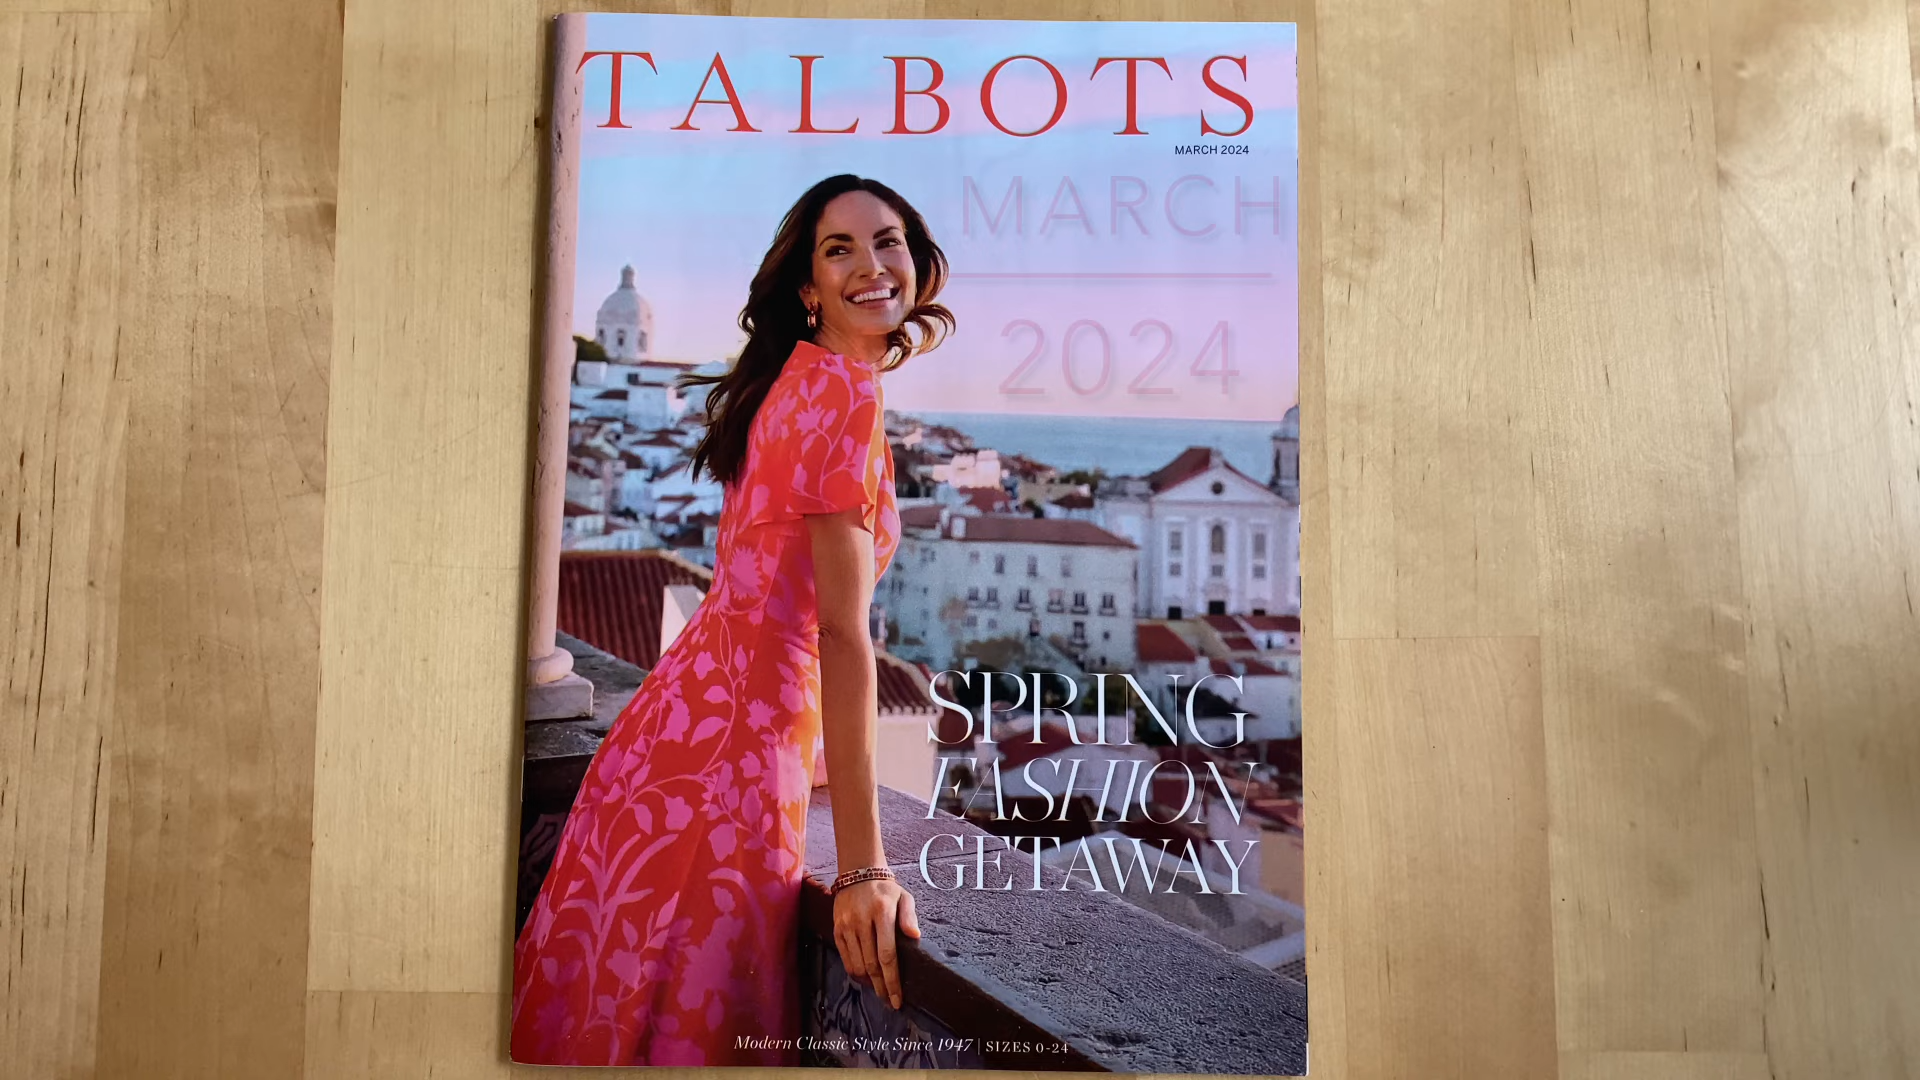 TALBOTS
MARCH 2024
MARCH
2024
SPRING
FASHION
GETAWAY
Modern Classic Style Since 1947 | SIZES 0-24